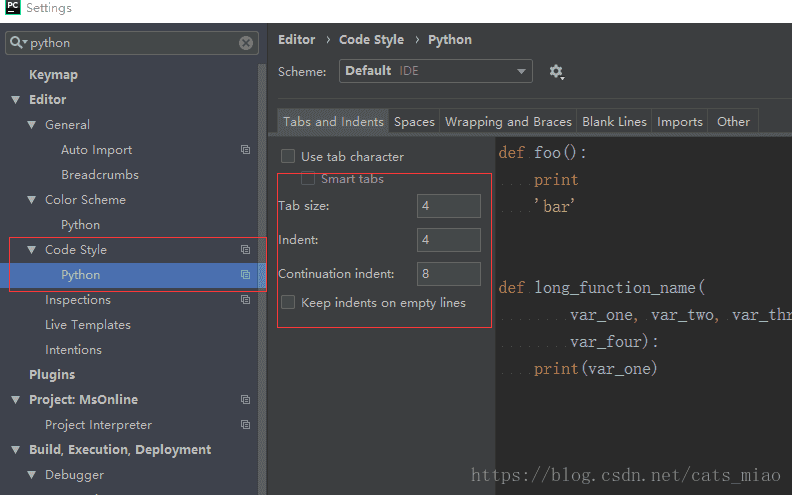 PC Settings
python
Keymap
Editor
General
Auto Import
Breadcrumbs
Color Scheme
Python
Code Style
Python
Inspections
Live Templates
Intentions
Plugins
Project: MsOnline
Project Interpreter
Build, Execution, Deployment
Debugger
Editor › Code Style › Python
Scheme: Default IDE
Tabs and Indents Spaces Wrapping and Braces Blank Lines Imports Other
Use tab character
Smart tabs
Tab size: 4
Indent: 4
Continuation indent: 8
Keep indents on empty lines
def foo():
....print
....'bar'
def long_function_name(
........var_one, var_two, var_thr
........var_four):
....print(var_one)
https://blog.csdn.net/cats_miao